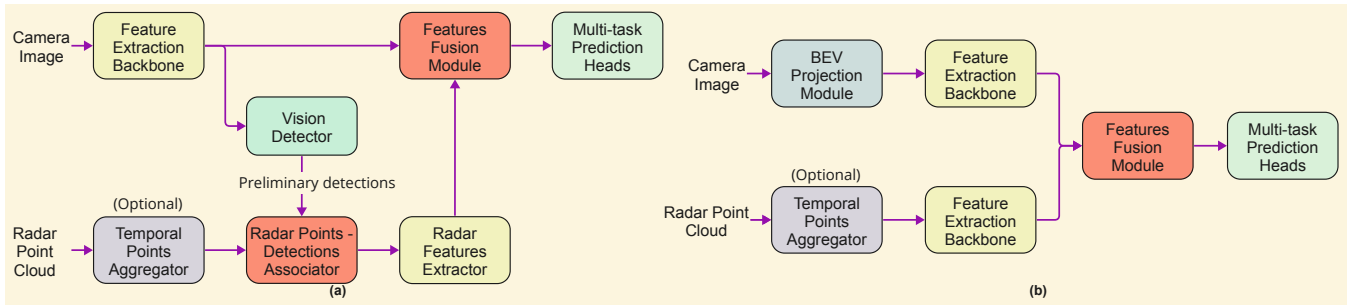 Camera
Image
Feature
Extraction
Backbone
Features
Fusion
Module
Multi-task
Prediction
Heads
Vision
Detector
Preliminary detections
(Optional)
Radar
Point
Cloud
Temporal
Points
Aggregator
Radar Points -
Detections
Associator
Radar
Features
Extractor
(a)
Camera
Image
BEV
Projection
Module
Feature
Extraction
Backbone
Features
Fusion
Module
Multi-task
Prediction
Heads
(Optional)
Radar Point
Cloud
Temporal
Points
Aggregator
Feature
Extraction
Backbone
(b)